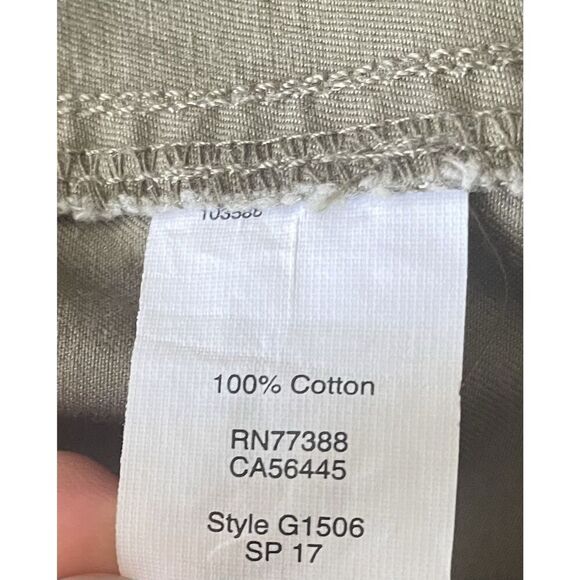 100% Cotton
RN77388
CA56445
Style G1506
SP 17